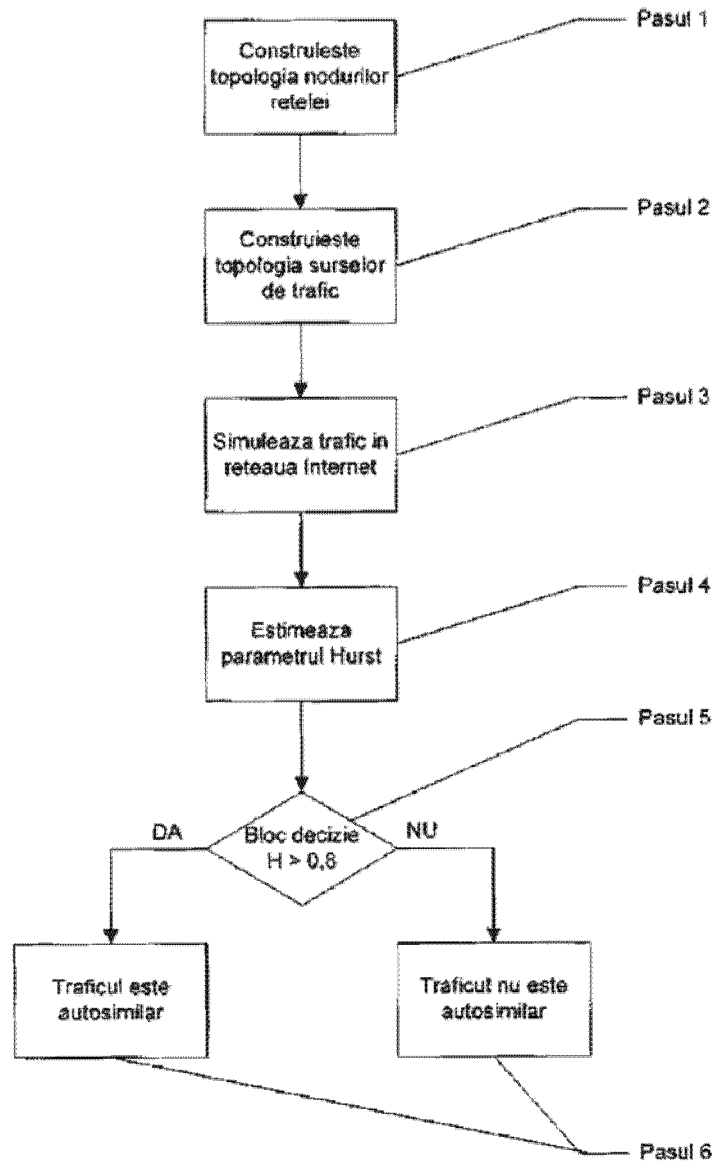 Pasul 1
Construieste
topologia nodurilor
retelei
Pasul 2
Construieste
topologia surselor
de trafic
Pasul 3
Simuleaza trafic in
reteaua Internet
Pasul 4
Estimeaza
parametrul Hurst
Pasul 5
DA
Bloc decizie
H > 0,8
NU
Traficul este
autosimilar
Traficut nu este
autosimilar
Pasul 6